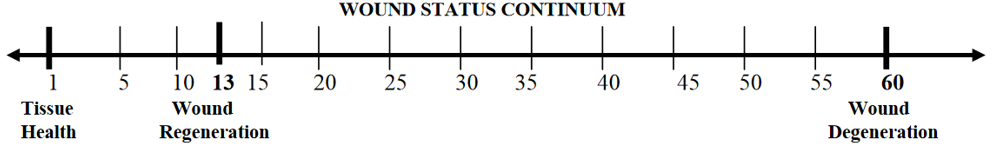 WOUND STATUS CONTINUUM
1 5 10 13 15 20 25 30 35 40 45 50 55 60
Tissue Wound Wound
Health Regeneration Degeneration